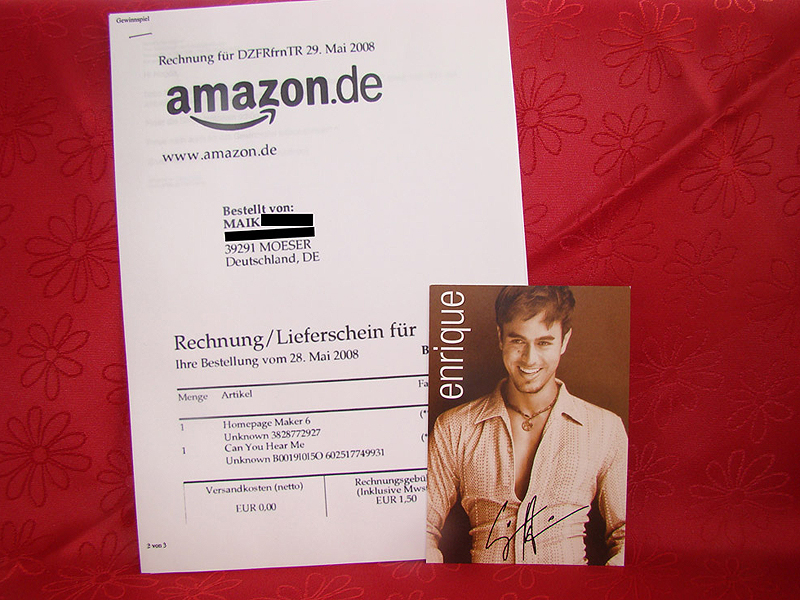 Gewinnspiel
Rechnung für DZFRfrnTR 29. Mai 2008
amazon.de
www.amazon.de
Bestellt von:
MAIK
39291 MOESER
Deutschland, DE
Rechnung/Lieferschein für
Ihre Bestellung vom 28. Mai 2008
B
Menge Artikel Fa
1 Homepage Maker 6 (*
Unknown 3828772927
1 Can You Hear Me (*
Unknown B00191015O 602517749931
Versandkosten (netto)
EUR 0,00
Rechnungsgebü
(Inklusive Mws
EUR 1,50
2 von 3
enrique